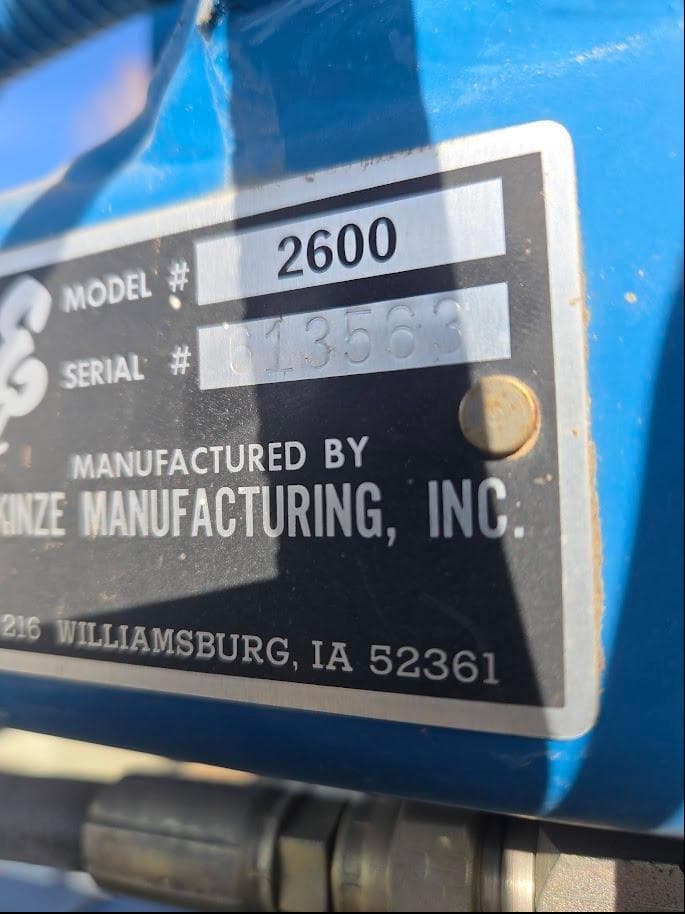 MODEL # 2600
SERIAL # 613563
MANUFACTURED BY
KINZE MANUFACTURING, INC.
216 WILLIAMSBURG, IA 52361